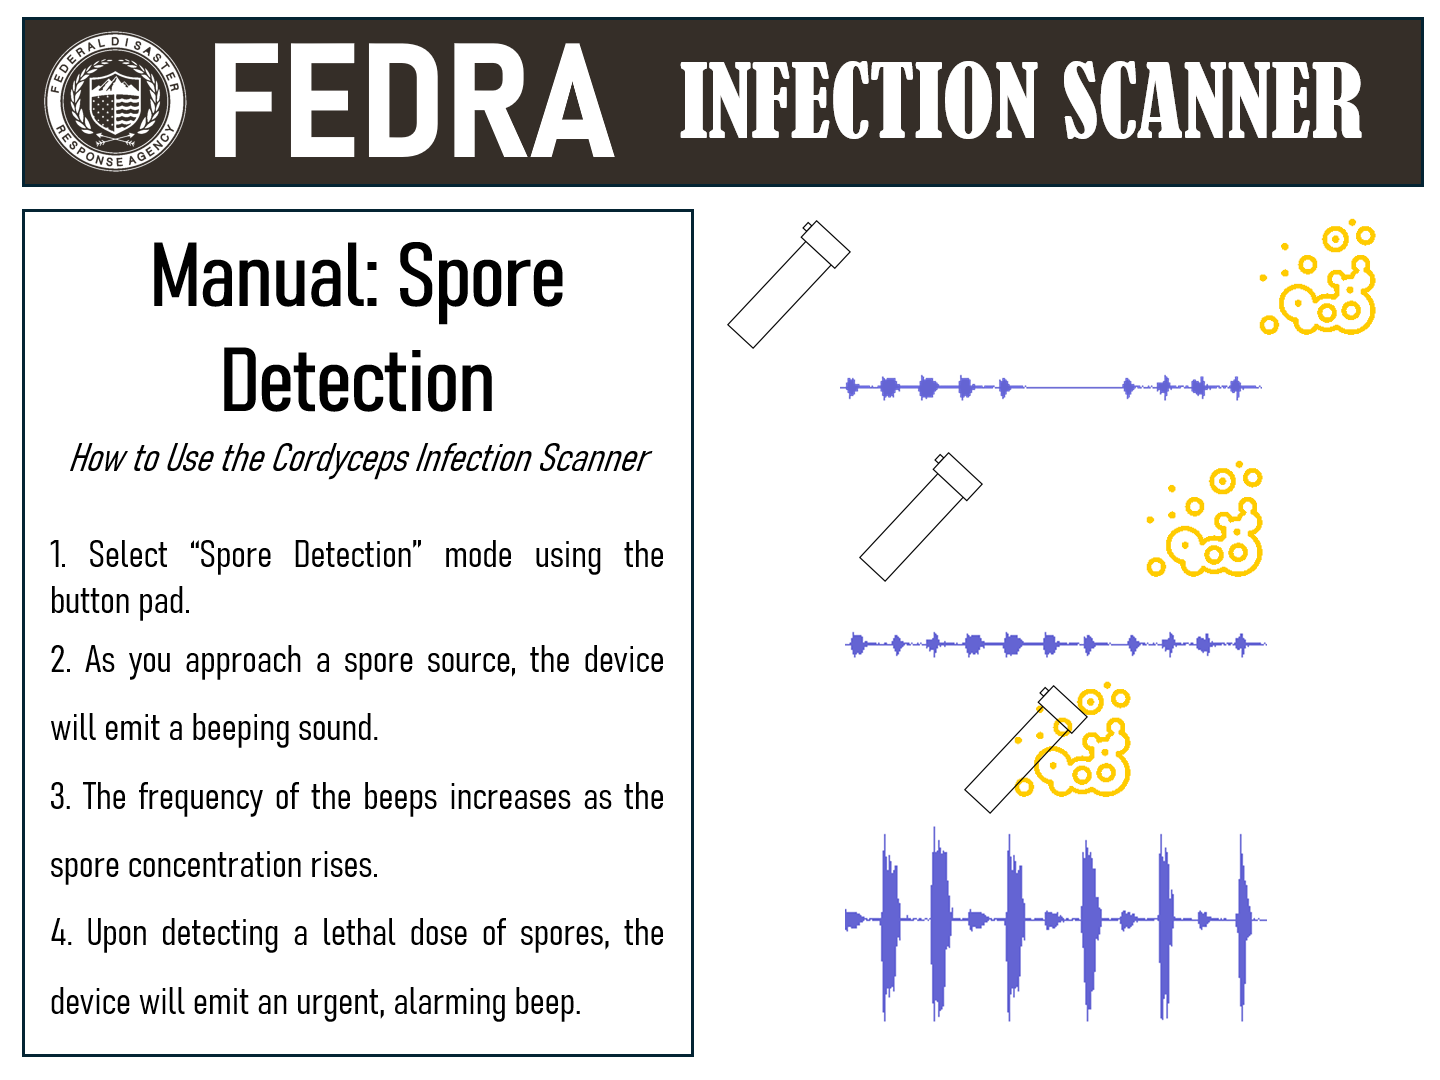 FEDERAL DISASTER
RESPONSE AGENCY
FEDRA
INFECTION SCANNER
Manual: Spore
Detection
How to Use the Cordyceps Infection Scanner
1. Select “Spore Detection” mode using the
button pad.
2. As you approach a spore source, the device
will emit a beeping sound.
3. The frequency of the beeps increases as the
spore concentration rises.
4. Upon detecting a lethal dose of spores, the
device will emit an urgent, alarming beep.